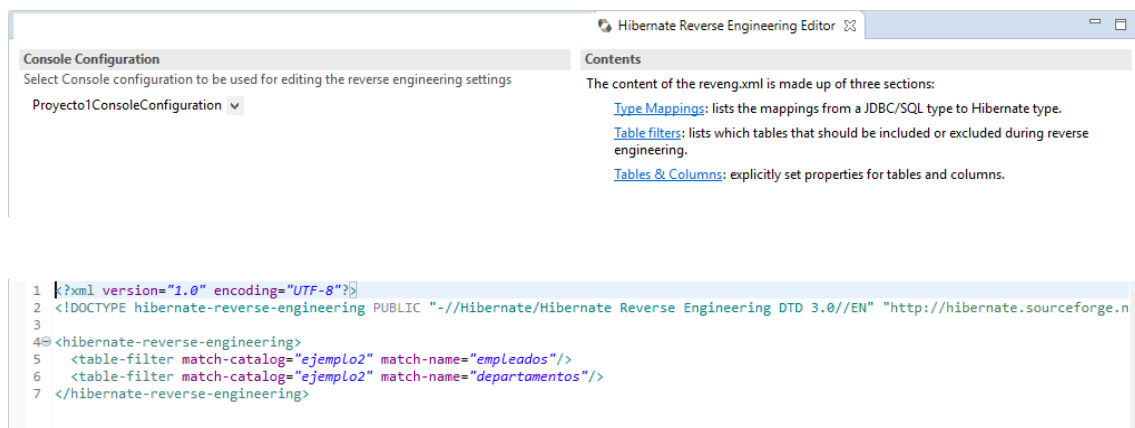 Hibernate Reverse Engineering Editor
Console Configuration
Select Console configuration to be used for editing the reverse engineering settings
Proyecto1ConsoleConfiguration
Contents
The content of the reveng.xml is made up of three sections:
Type Mappings: lists the mappings from a JDBC/SQL type to Hibernate type.
Table filters: lists which tables that should be included or excluded during reverse
engineering.
Tables & Columns: explicitly set properties for tables and columns.
1 <?xml version="1.0" encoding="UTF-8"?>
2 <!DOCTYPE hibernate-reverse-engineering PUBLIC "-//Hibernate/Hibernate Reverse Engineering DTD 3.0//EN" "http://hibernate.sourceforge.n
3
4 <hibernate-reverse-engineering>
5 <table-filter match-catalog="ejemplo2" match-name="empleados"/>
6 <table-filter match-catalog="ejemplo2" match-name="departamentos"/>
7 </hibernate-reverse-engineering>